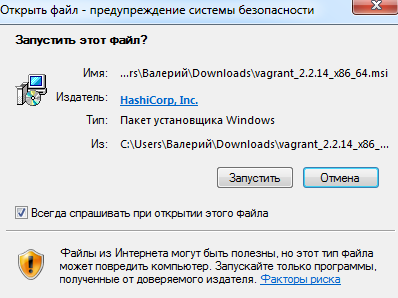 Открыть файл - предупреждение системы безопасности
Запустить этот файл?
Имя: ...rs\Валерий\Downloads\vagrant_2.2.14_x86_64.msi
Издатель: HashiCorp, Inc.
Тип: Пакет установщика Windows
Из: C:\Users\Валерий\Downloads\vagrant_2.2.14_x86_...
Запустить Отмена
Всегда спрашивать при открытии этого файла
Файлы из Интернета могут быть полезны, но этот тип файла
может повредить компьютер. Запускайте только программы,
полученные от доверяемого издателя. Факторы риска